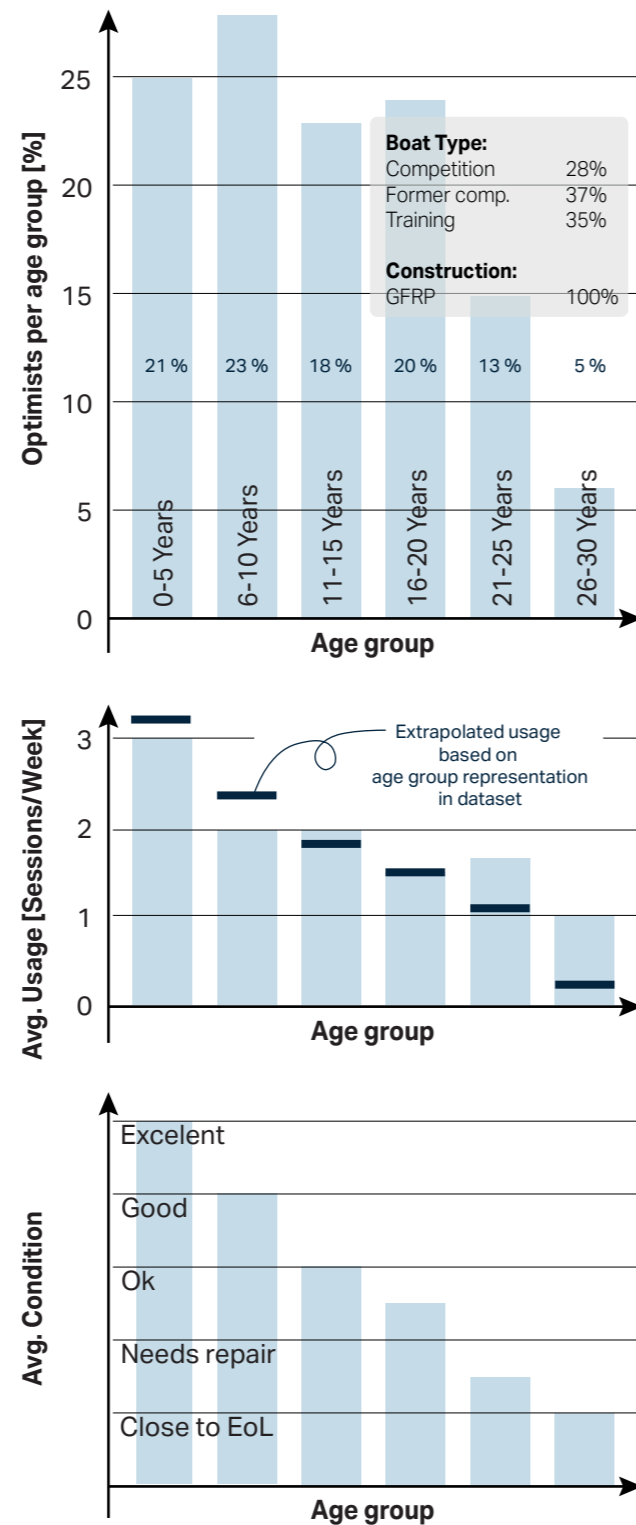 Optimists per age group [%]
25
20
15
10
5
0
Boat Type:
Competition 28%
Former comp. 37%
Training 35%
Construction:
GFRP 100%
21 % 23 % 18 % 20 % 13 % 5 %
0-5 Years
6-10 Years
11-15 Years
16-20 Years
21-25 Years
26-30 Years
Age group
Avg. Usage [Sessions/Week]
3
2
1
0
Extrapolated usage
based on
age group representation
in dataset
Age group
Avg. Condition
Excelent
Good
Ok
Needs repair
Close to EoL
Age group